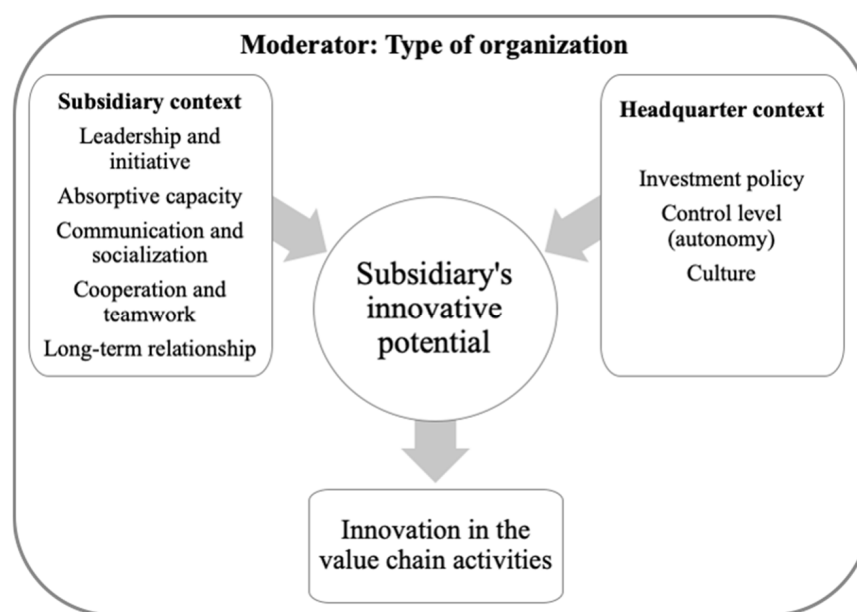 Moderator: Type of organization
Subsidiary context
Leadership and
initiative
Absorptive capacity
Communication and
socialization
Cooperation and
teamwork
Long-term relationship
Headquarter context
Investment policy
Control level
(autonomy)
Culture
Subsidiary's
innovative
potential
Innovation in the
value chain activities